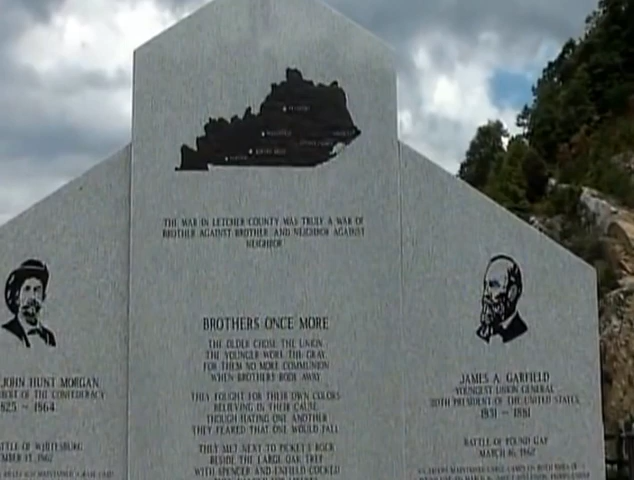 THE WAR IN LETCHER COUNTY WAS TRULY A WAR OF
BROTHER AGAINST BROTHER AND NEIGHBOR AGAINST
NEIGHBOR
BROTHERS ONCE MORE
THE OLDER CHOSE THE UNION
THE YOUNGER WORE THE GRAY
FOR THEM NO MORE COMMUNION
WHEN BROTHERS RODE AWAY
THEY FOUGHT FOR THEIR OWN COLORS
BELIEVING IN THEIR CAUSE
THOUGH HATING ONE ANOTHER
THEY FEARED THAT ONE WOULD FALL
THEY MET NEXT TO PICKET'S ROCK
BESIDE THE LARGE OAK TREE
WITH SPENCER AND ENFIELD COCKED
JOHN HUNT MORGAN
OF THE CONFEDERACY
1825 - 1864
BATTLE OF WHITESBURG
JAMES A. GARFIELD
YOUNGEST UNION GENERAL
20TH PRESIDENT OF THE UNITED STATES
1831 - 1881
BATTLE OF POUND GAP
MARCH 16, 1862